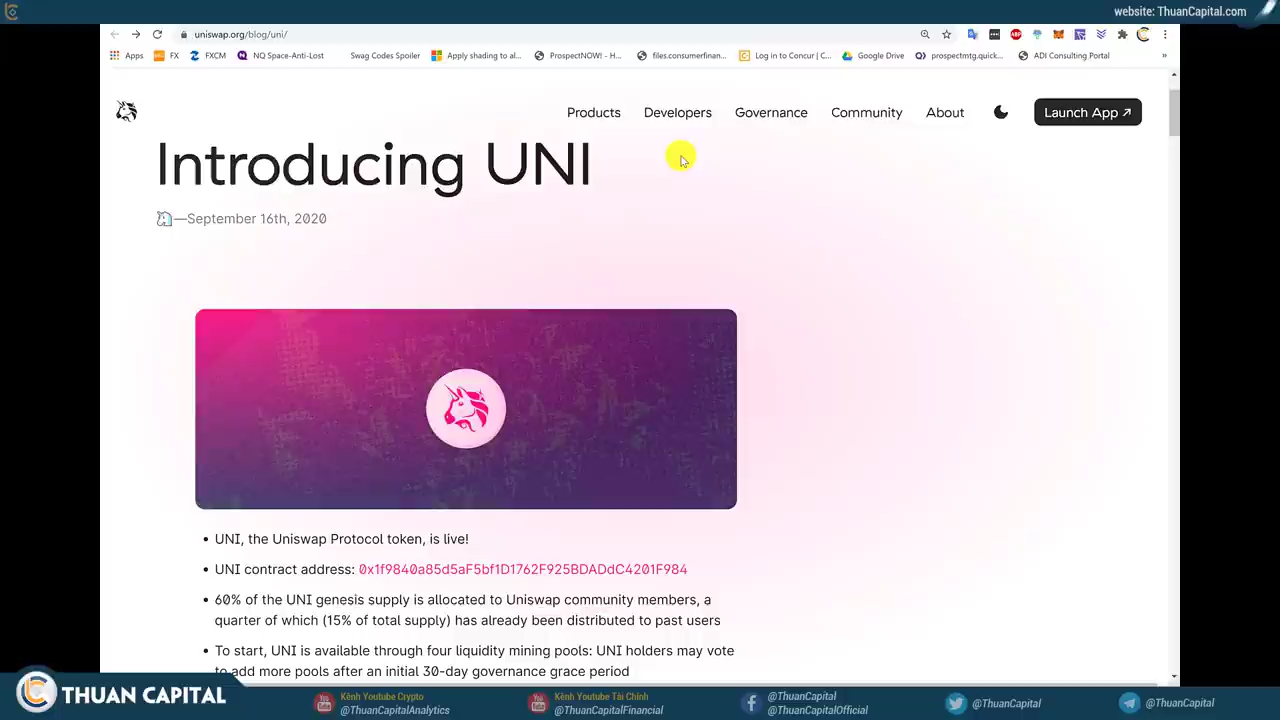 website: ThuanCapital.com
uniswap.org/blog/uni/
Apps FX FXCM NQ Space-Anti-Lost Swag Codes Spoiler Apply shading to al... ProspectNOW! - H... files.consumerfinan... Log in to Concur (... Google Drive prospectmtg.quick... ADI Consulting Portal »
Products Developers Governance Community About Launch App ↗
Introducing UNI
—September 16th, 2020
• UNI, the Uniswap Protocol token, is live!
• UNI contract address: 0x1f9840a85d5aF5bf1D1762F925BDADdC4201F984
• 60% of the UNI genesis supply is allocated to Uniswap community members, a
quarter of which (15% of total supply) has already been distributed to past users
• To start, UNI is available through four liquidity mining pools: UNI holders may vote
to add more pools after an initial 30-day governance grace period
THUAN CAPITAL
Kênh Youtube Crypto
@ThuanCapitalAnalytics
Kênh Youtube Tài Chính
@ThuanCapitalFinancial
@ThuanCapital
@ThuanCapitalOfficial
@ThuanCapital
@ThuanCapital